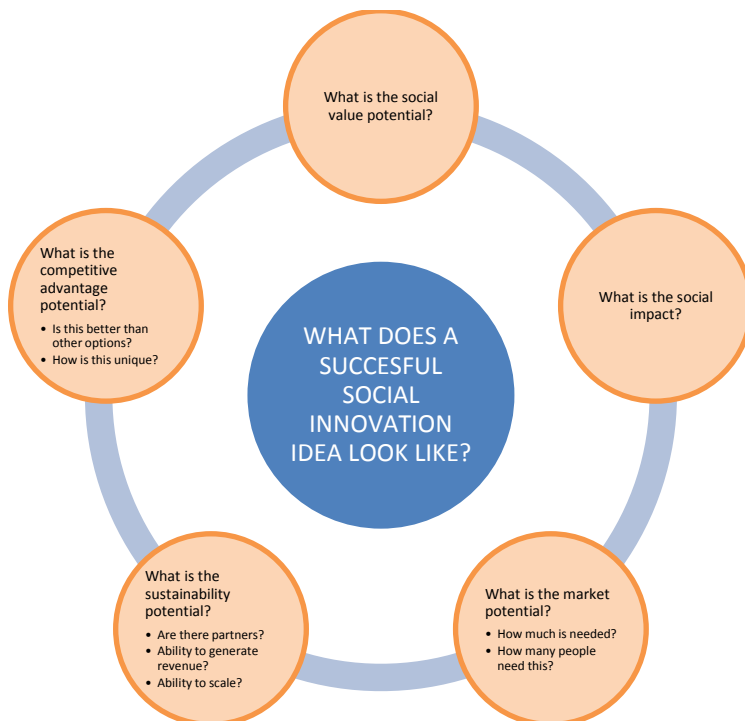 What is the social
value potential?
What is the social
impact?
What is the market
potential?
• How much is needed?
• How many people
need this?
What is the
sustainability
potential?
• Are there partners?
• Ability to generate
revenue?
• Ability to scale?
What is the
competitive
advantage
potential?
• Is this better than
other options?
• How is this unique?
WHAT DOES A
SUCCESFUL
SOCIAL
INNOVATION
IDEA LOOK LIKE?